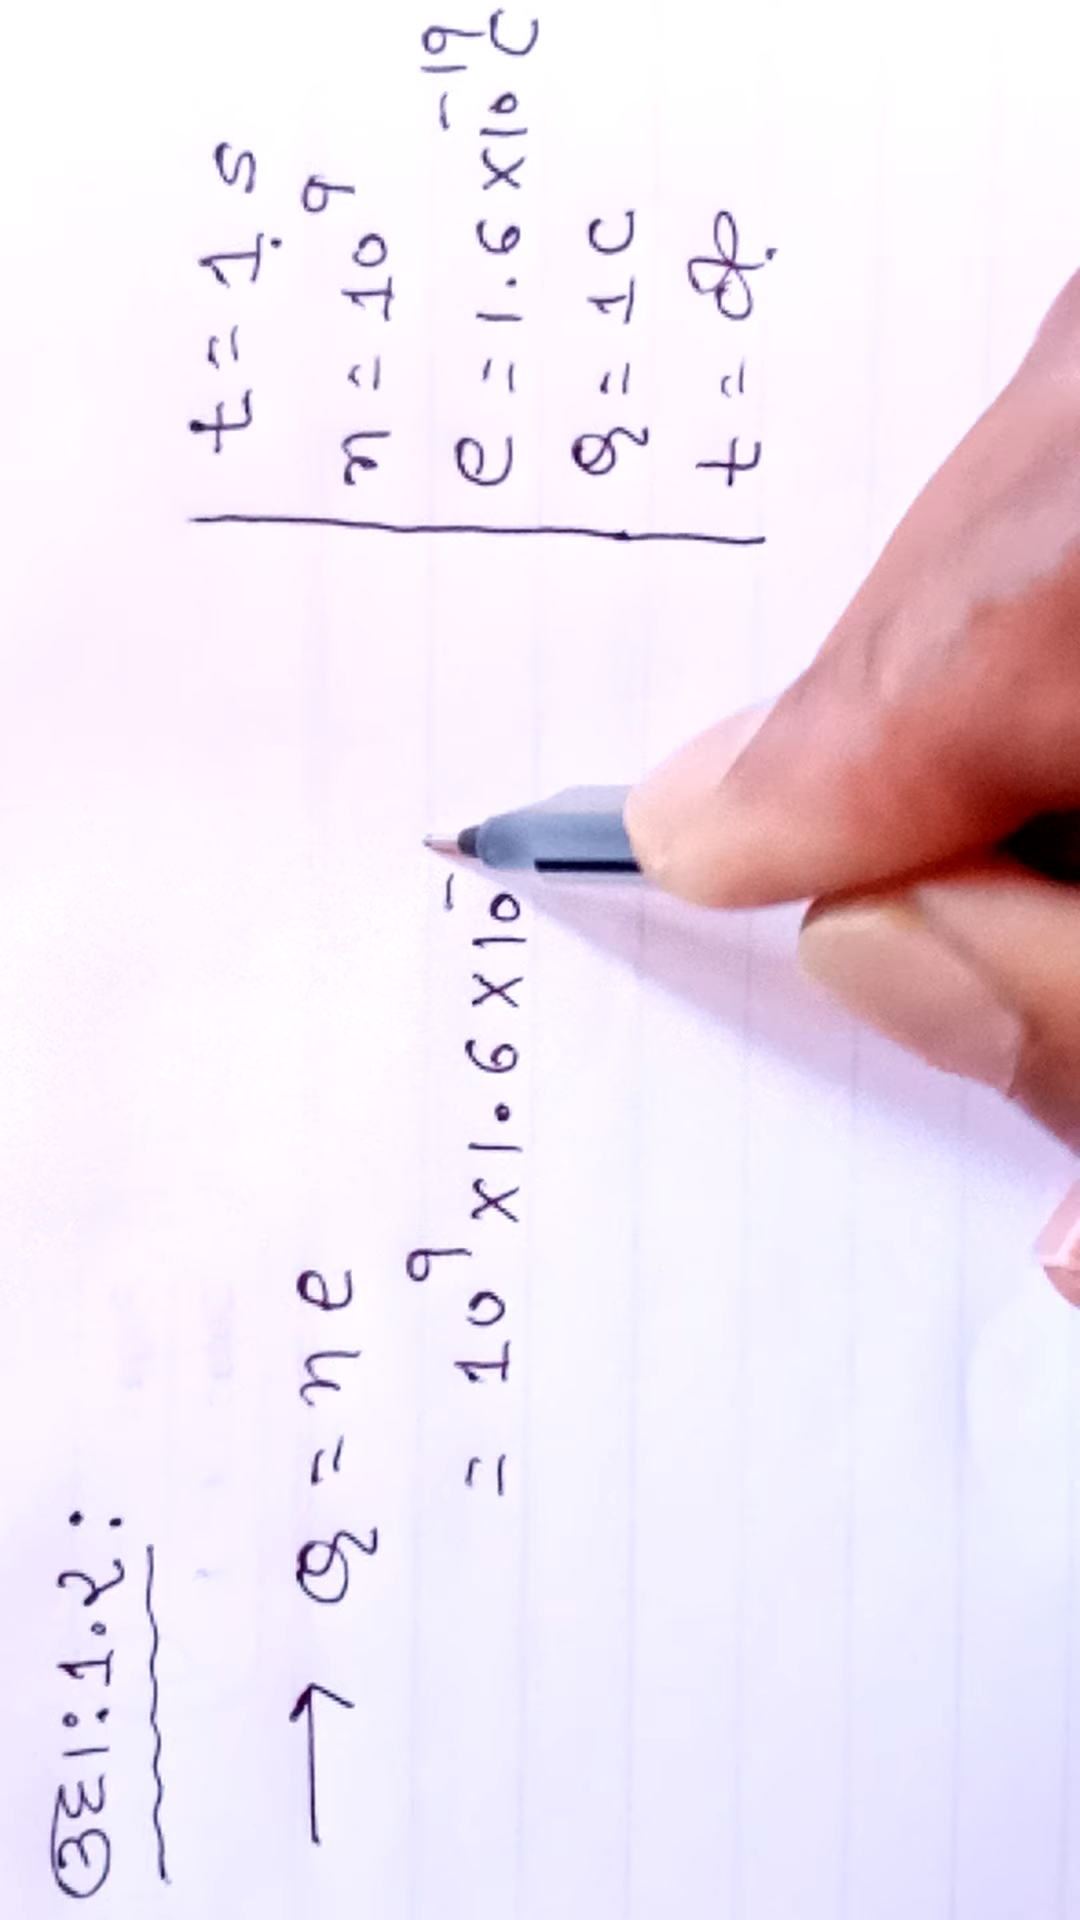 ઉદા:1.2:
→ q = ne
= 10⁹ x 1.6 x 10⁻
t = 1 s
n = 10⁹
e = 1.6 x 10⁻¹⁹ C
q = 1 C
t = ?